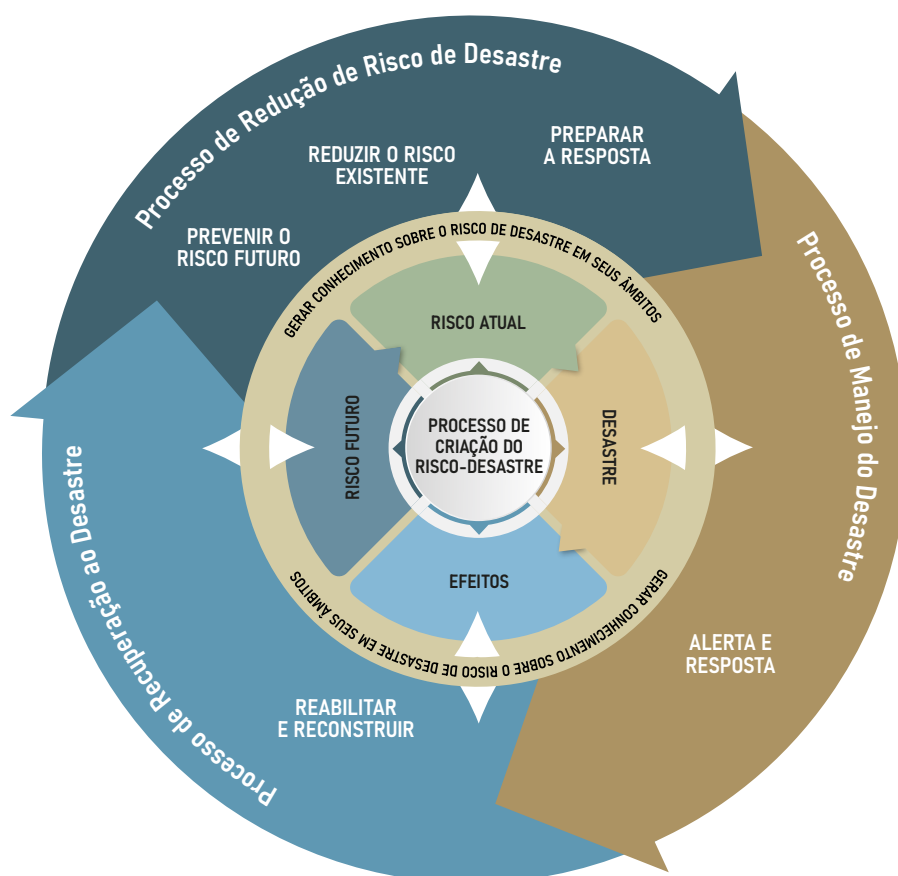 Processo de Redução de Risco de Desastre
PREPARAR
A RESPOSTA
REDUZIR O RISCO
EXISTENTE
PREVENIR O
RISCO FUTURO
GERAR CONHECIMENTO SOBRE O RISCO DE DESASTRE EM SEUS ÂMBITOS
Processo de Manejo do Desastre
RISCO ATUAL
RISCO FUTURO
PROCESSO DE
CRIAÇÃO DO
RISCO-DESASTRE
DESASTRE
EFEITOS
GERAR CONHECIMENTO SOBRE O RISCO DE DESASTRE EM SEUS ÂMBITOS
ALERTA E
RESPOSTA
Processo de Recuperação ao Desastre
REABILITAR
E RECONSTRUIR